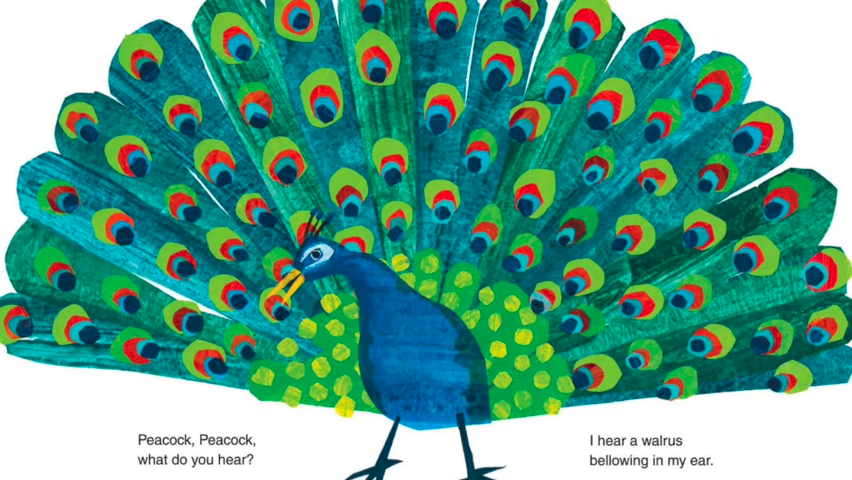 Peacock, Peacock,
what do you hear?
I hear a walrus
bellowing in my ear.